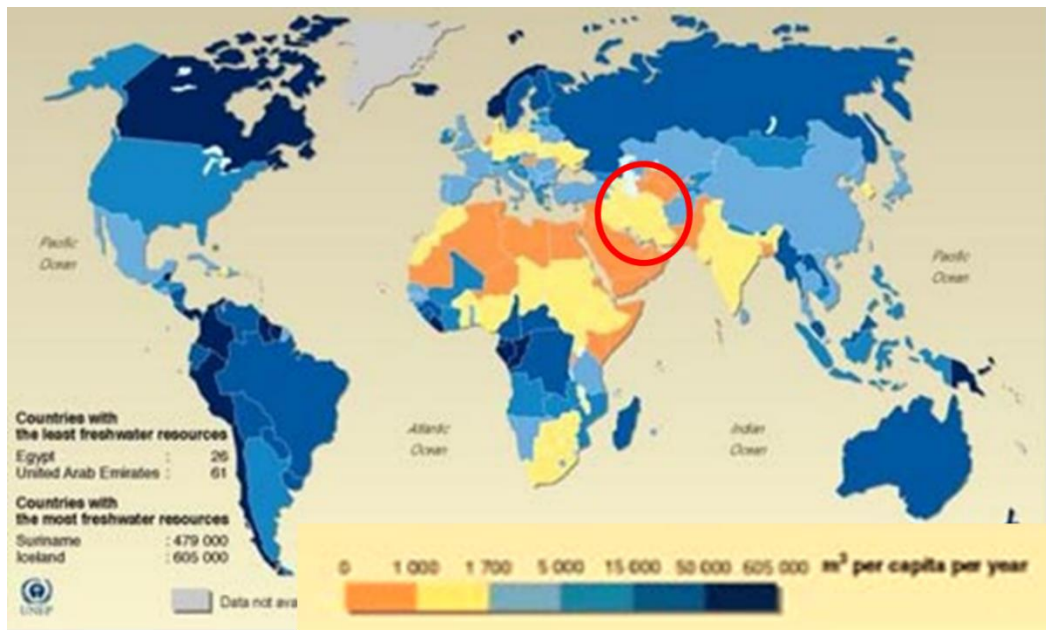 Pacific
Ocean
Pacific
Ocean
Atlantic
Ocean
Indian
Ocean
Countries with
the least freshwater resources
Egypt : 26
United Arab Emirates : 61
Countries with
the most freshwater resources
Suriname : 479 000
Iceland : 605 000
UNEP
Data not ava
0 1 000 1 700 5 000 15 000 50 000 605 000 m³ per capita per year